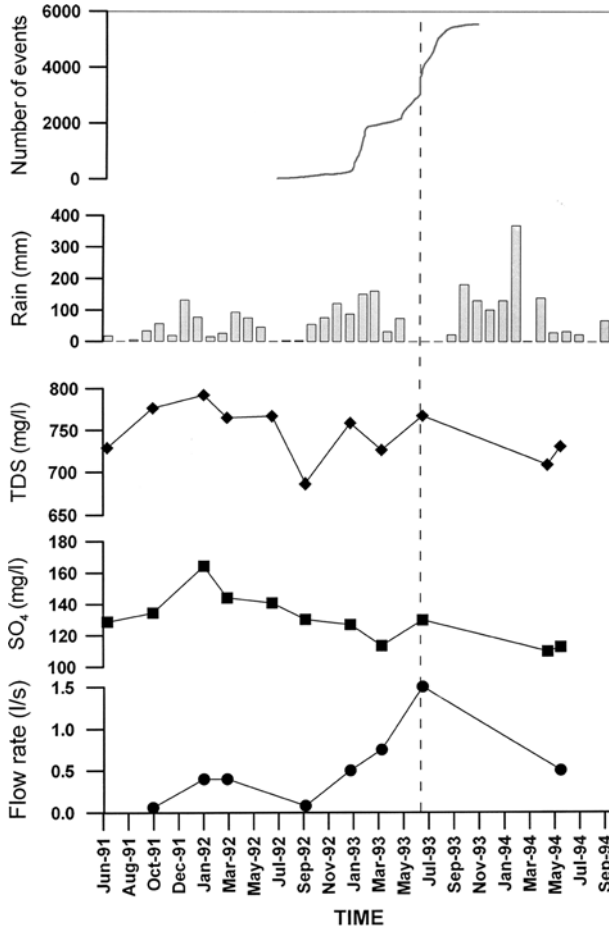 6000
4000
2000
0
Number of events
400
300
200
100
0
Rain (mm)
800
750
700
650
TDS (mg/l)
180
160
140
120
100
SO4 (mg/l)
1.5
1.0
0.5
0.0
Flow rate (l/s)
Jun-91
Aug-91
Oct-91
Dec-91
Jan-92
Mar-92
May-92
Jul-92
Sep-92
Nov-92
Jan-93
Mar-93
May-93
Jul-93
Sep-93
Nov-93
Jan-94
Mar-94
May-94
Jul-94
Sep-94
TIME